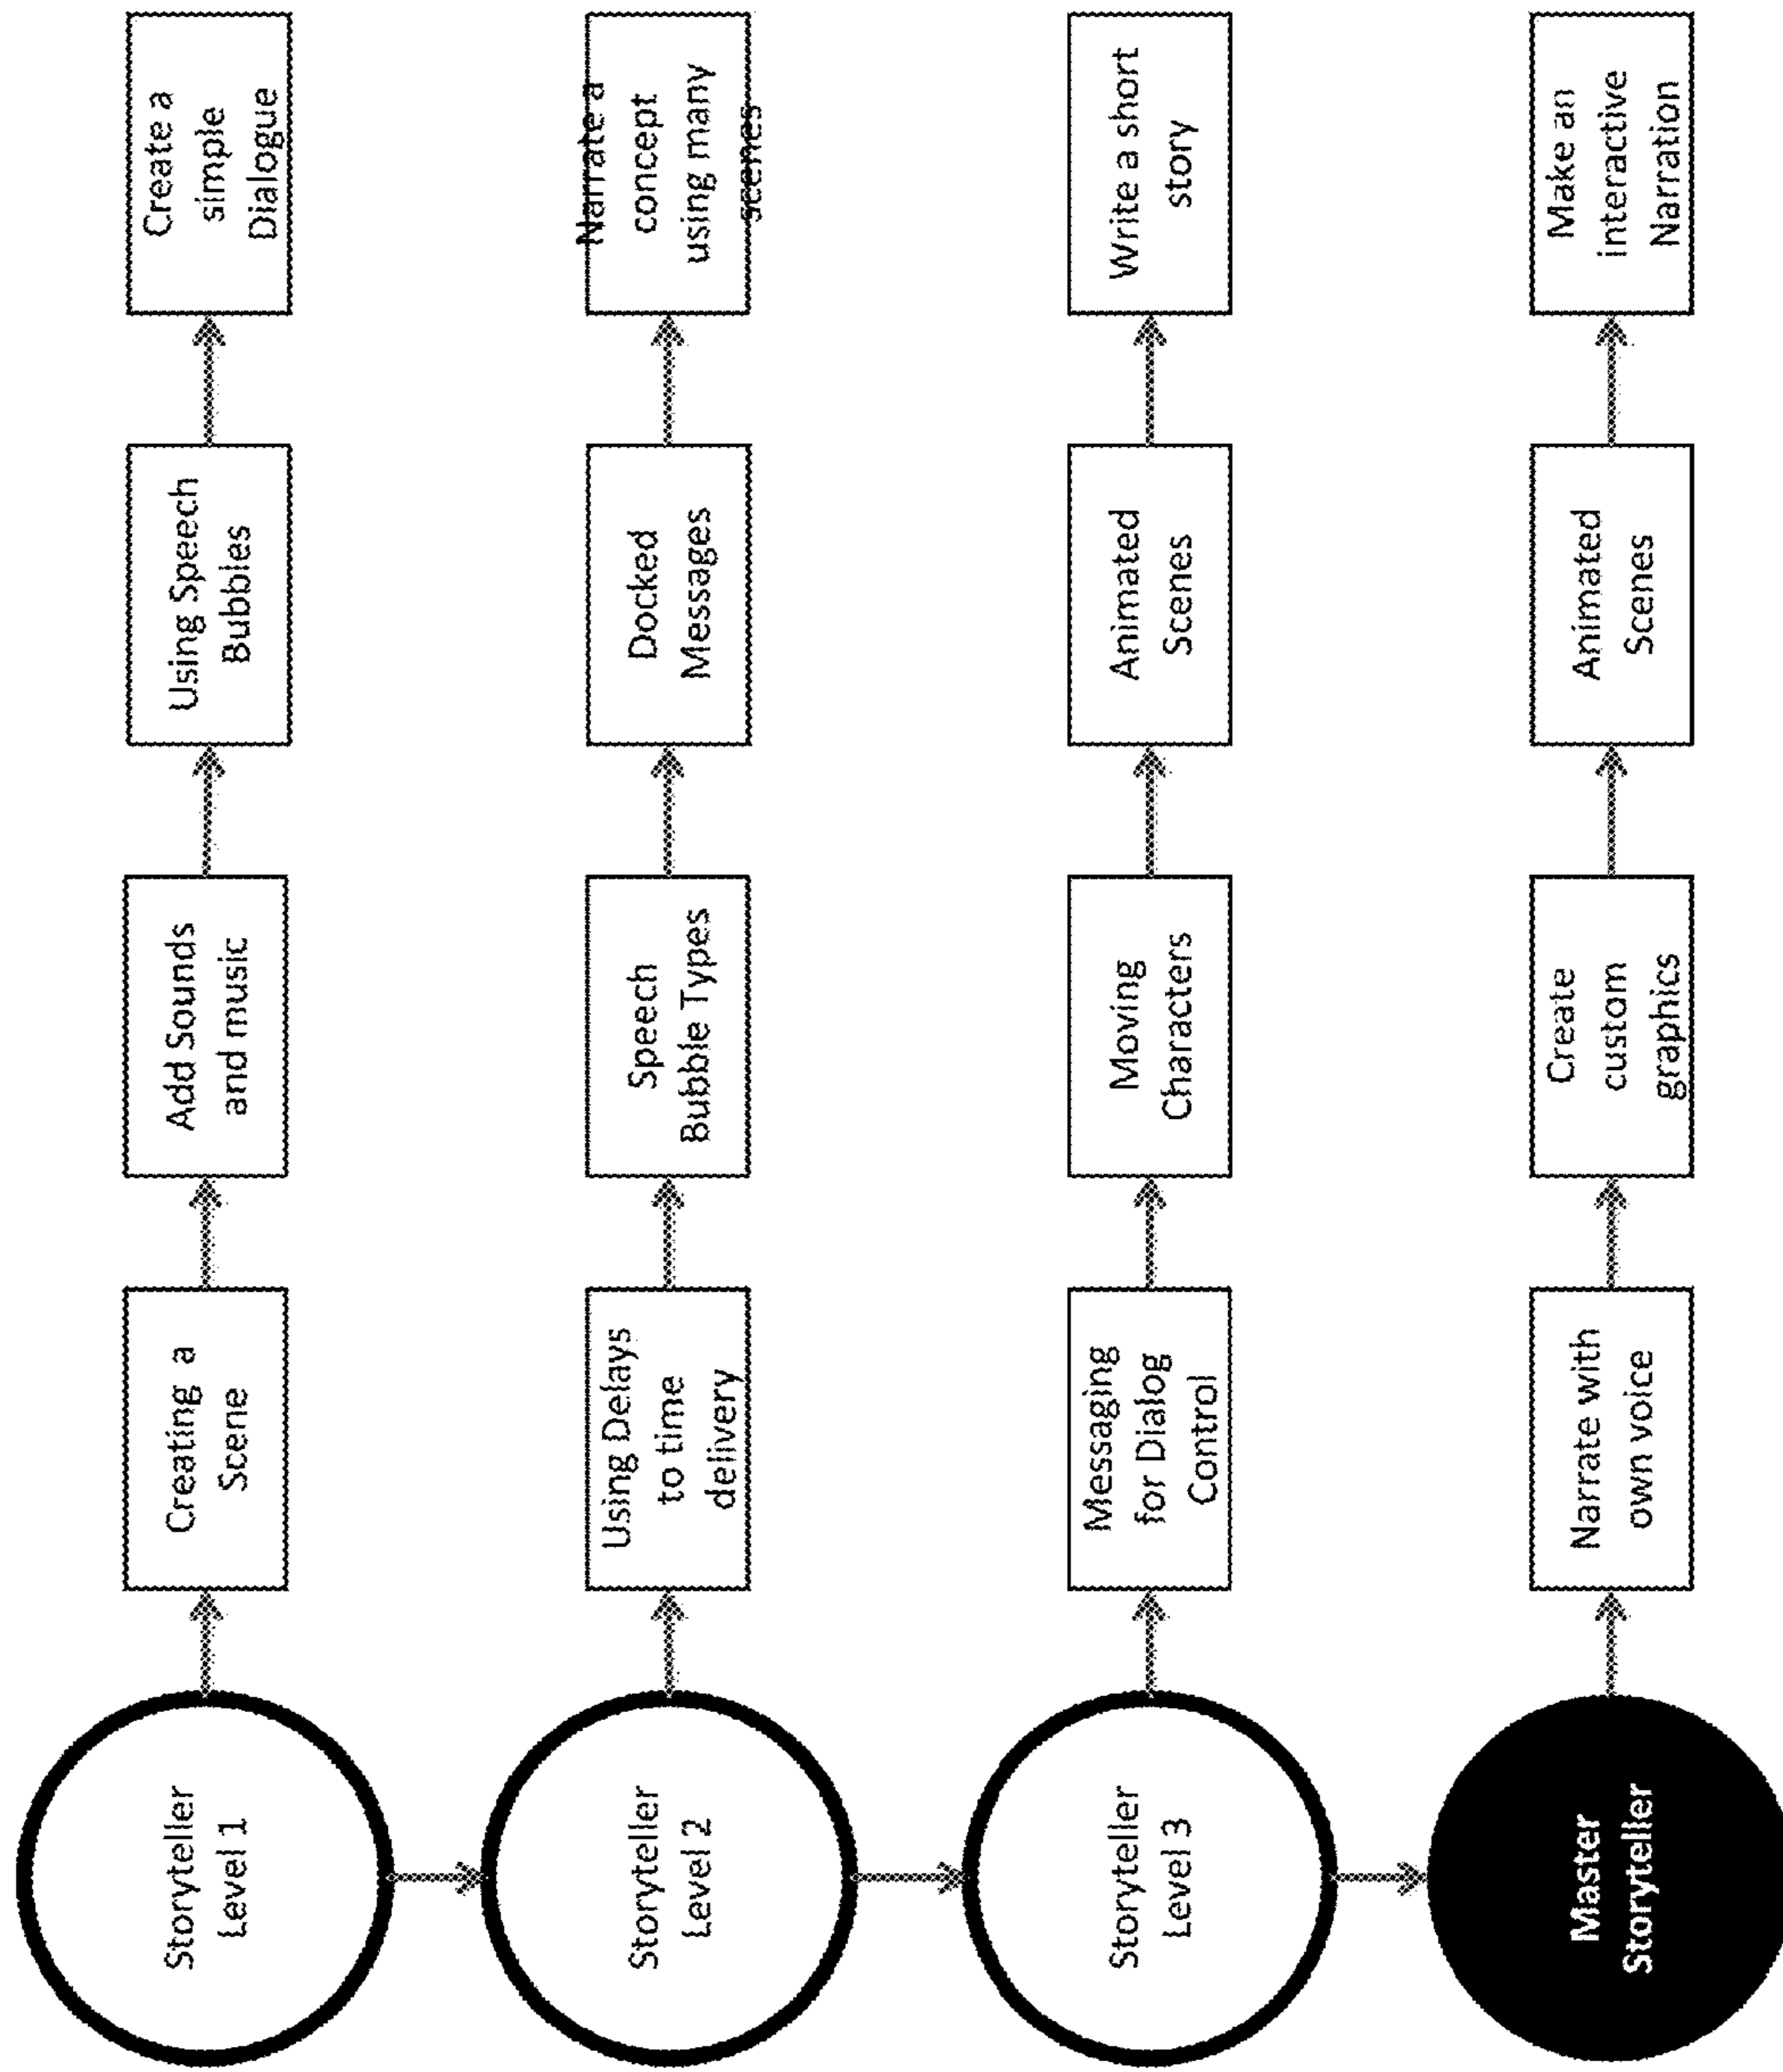 Storyteller
Level 1
Creating a
Scene
Add Sounds
and music
Using Speech
Bubbles
Create a
simple
Dialogue
Storyteller
Level 2
Using Delays
to time
delivery
Speech
Bubble Types
Docked
Messages
Narrate a
concept
using many
scenes
Storyteller
Level 3
Messaging
for Dialog
Control
Moving
Characters
Animated
Scenes
Write a short
story
Master
Storyteller
Narrate with
own voice
Create
custom
graphics
Animated
Scenes
Make an
interactive
Narration